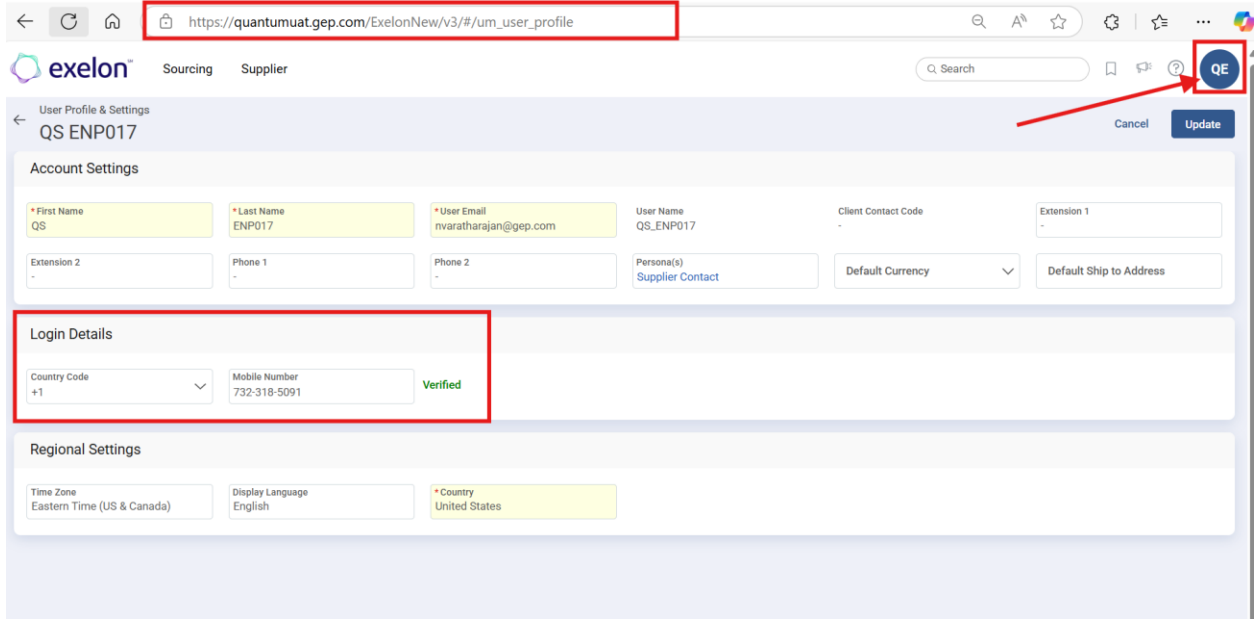 https://quantumuat.gep.com/ExelonNew/v3/#/um_user_profile
exelon Sourcing Supplier Search QE
User Profile & Settings
QS ENP017
Cancel Update
Account Settings
* First Name * Last Name * User Email User Name Client Contact Code Extension 1
QS ENP017 nvaratharajan@gep.com QS_ENP017 - -
Extension 2 Phone 1 Phone 2 Persona(s) Default Currency Default Ship to Address
- - - Supplier Contact
Login Details
Country Code Mobile Number Verified
+1 732-318-5091
Regional Settings
Time Zone Display Language * Country
Eastern Time (US & Canada) English United States